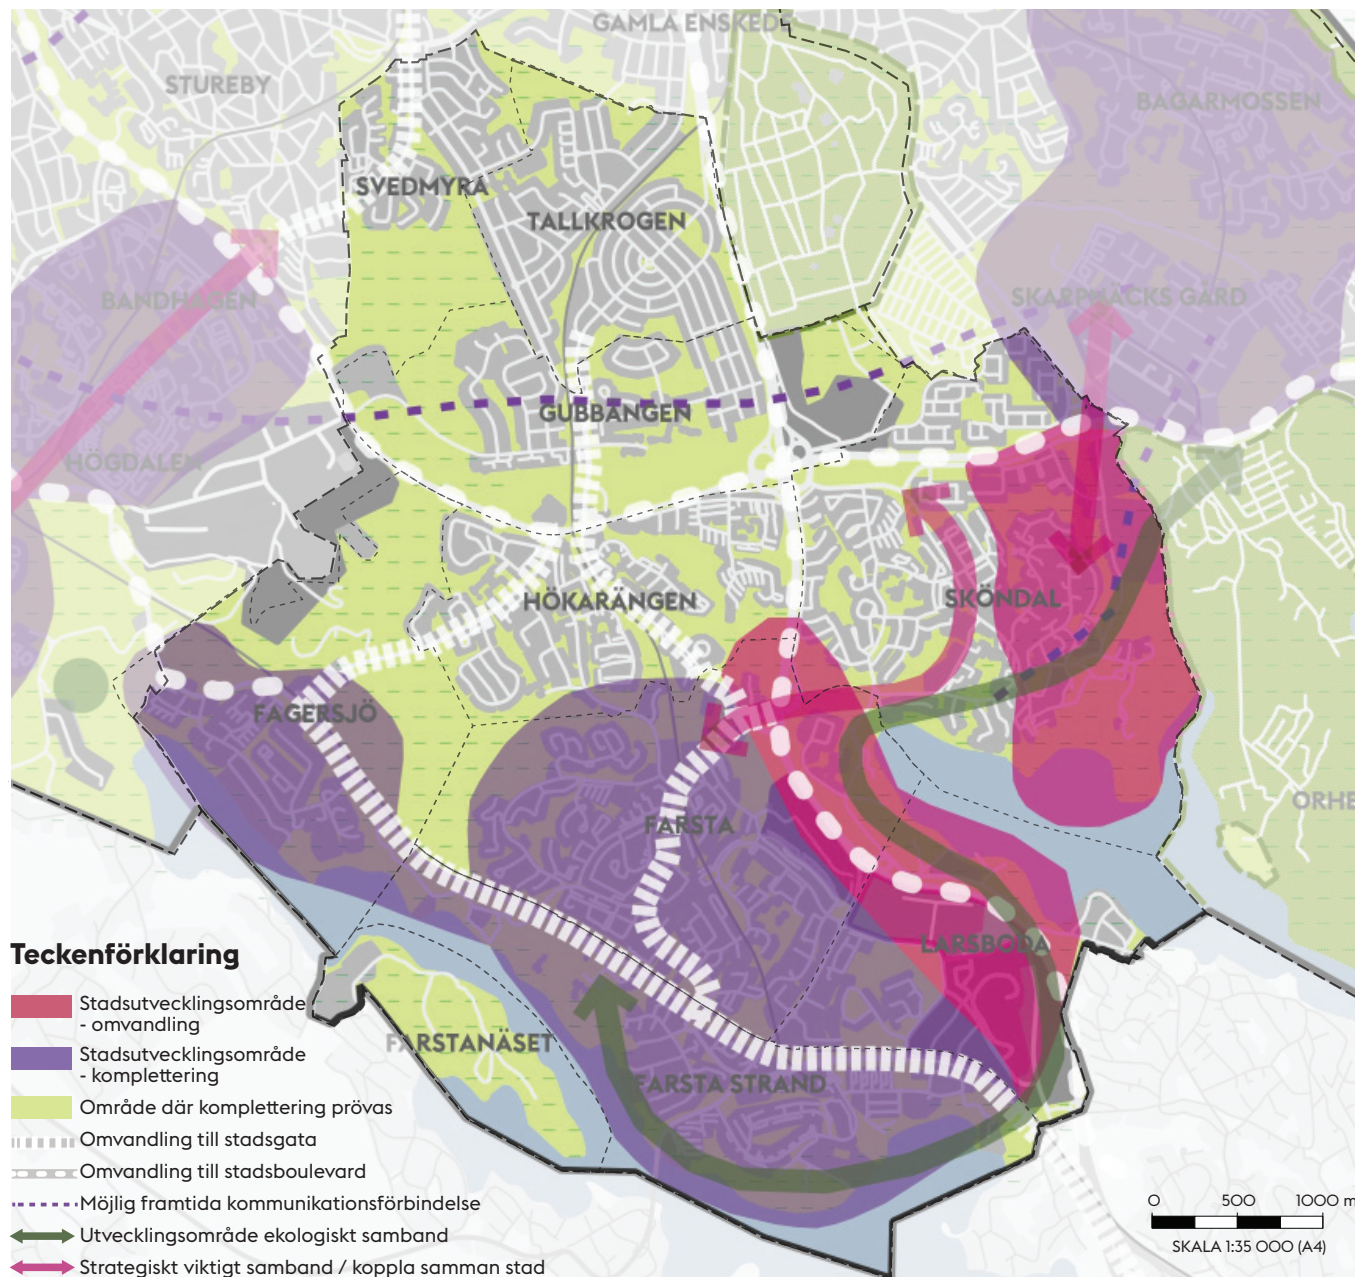 GAMLA ENSKEDE
STUREBY
BAGARMOSSEN
SVEDMYRA
TALLKROGEN
BANDHAGEN
SKARPNÄCKS GÅRD
GUBBÄNGEN
HÖGDALEN
HÖKARÄNGEN
SKÖNDAL
FAGERSJÖ
ORHE
FARSTA
LARSBODA
FARSTANÄSET
FARSTA STRAND
Teckenförklaring
Stadsutvecklingsområde
- omvandling
Stadsutvecklingsområde
- komplettering
Område där komplettering prövas
Omvandling till stadsgata
Omvandling till stadsboulevard
Möjlig framtida kommunikationsförbindelse
Utvecklingsområde ekologiskt samband
Strategiskt viktigt samband / koppla samman stad
0 500 1000 m
SKALA 1:35 000 (A4)